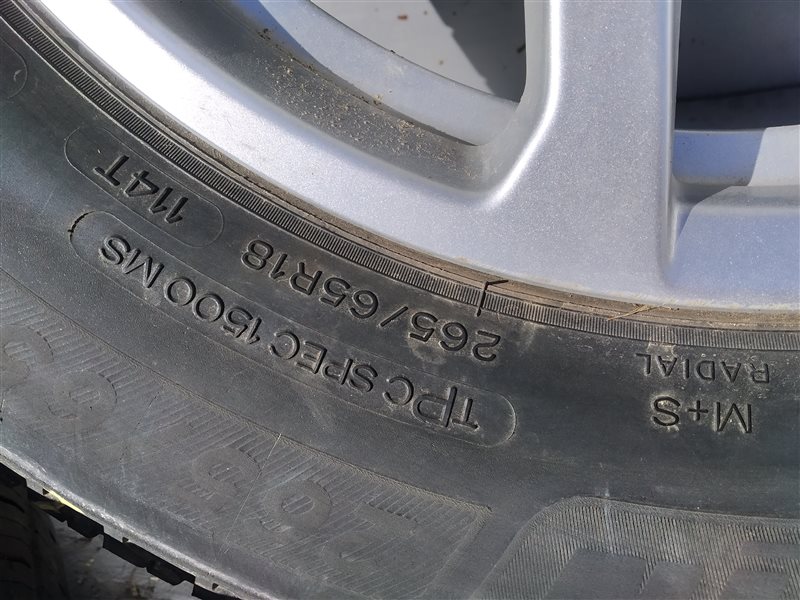 265/65R18
114T
TPC SPEC 1500 MS
M+S
RADIAL